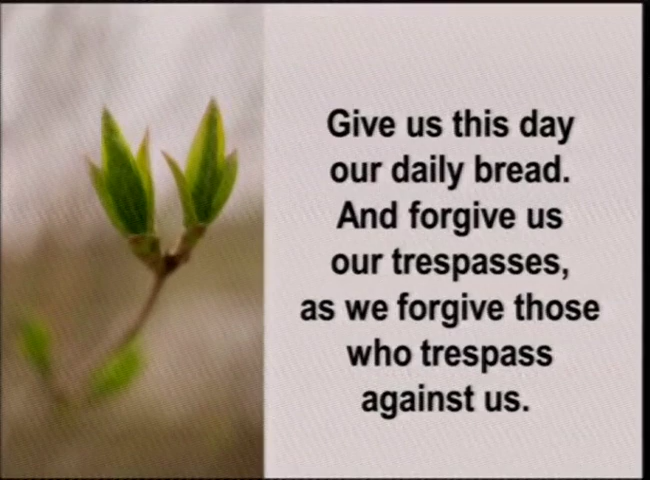 Give us this day
our daily bread.
And forgive us
our trespasses,
as we forgive those
who trespass
against us.